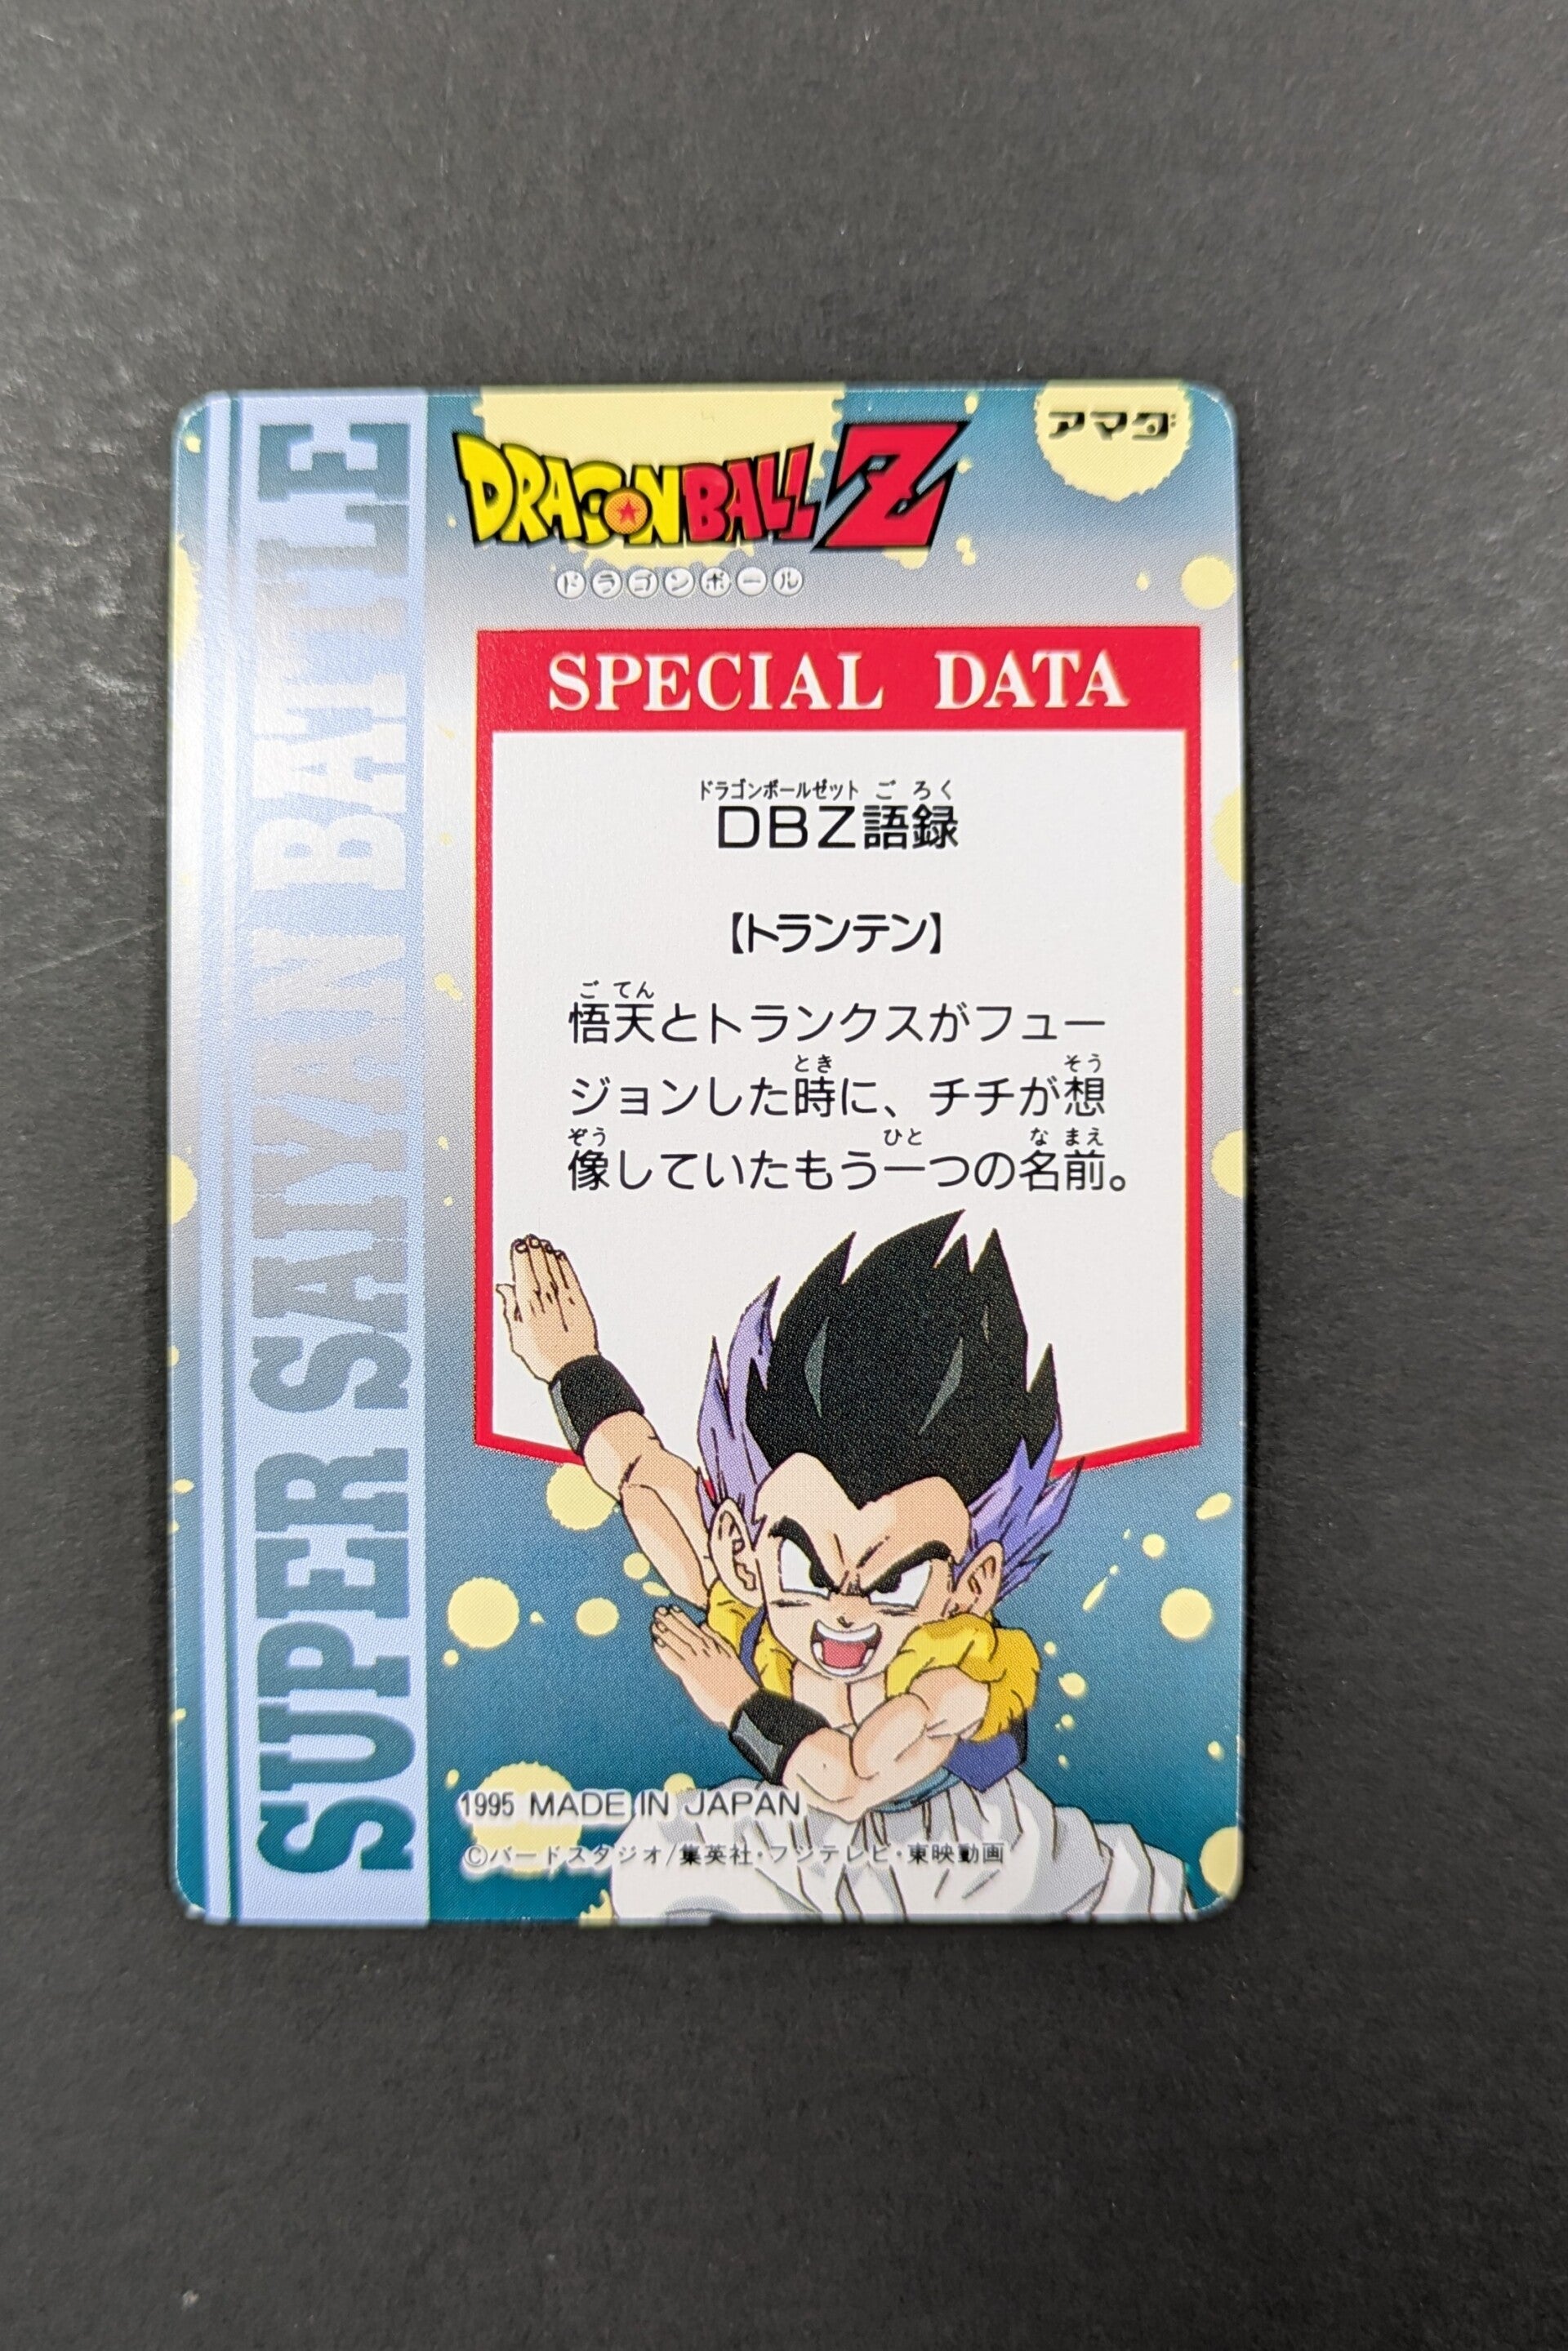 アマダ
DRAGON BALL Z
ドラゴンボール
SUPER SAIYAN BATTLE
SPECIAL DATA
ドラゴンボールゼット ごろく
DBZ語録
【トランテン】
ごてん
悟天とトランクスがフュー
とき そう
ジョンした時に、チチが想
ぞう ひと なまえ
像していたもう一つの名前。
1995 MADE IN JAPAN
©バードスタジオ/集英社・フジテレビ・東映動画